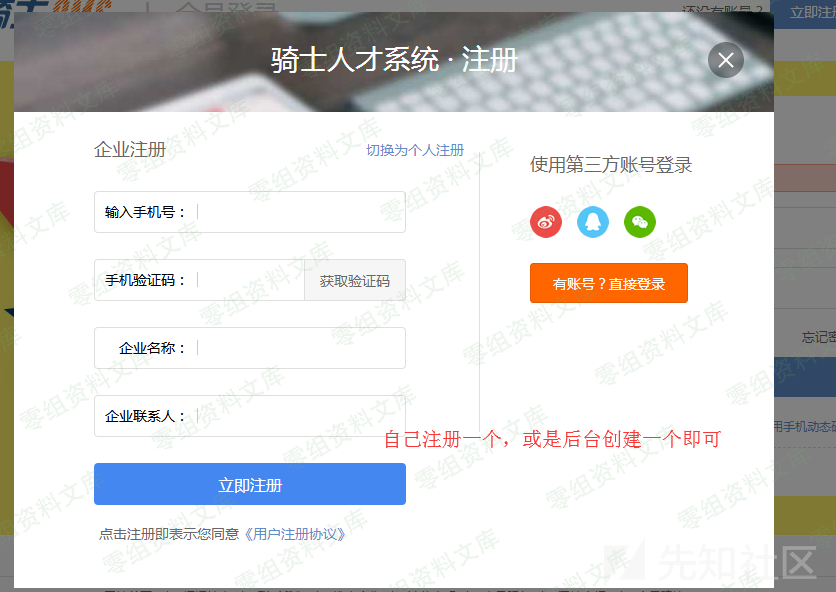 会员登录
还没有账号？
立即注册
骑士人才系统 · 注册
企业注册
切换为个人注册
使用第三方账号登录
输入手机号：
手机验证码：
获取验证码
有账号？直接登录
企业名称：
忘记密
企业联系人：
用手机动态码
自己注册一个，或是后台创建一个即可
立即注册
点击注册即表示您同意《用户注册协议》
零组资料文库
先知社区